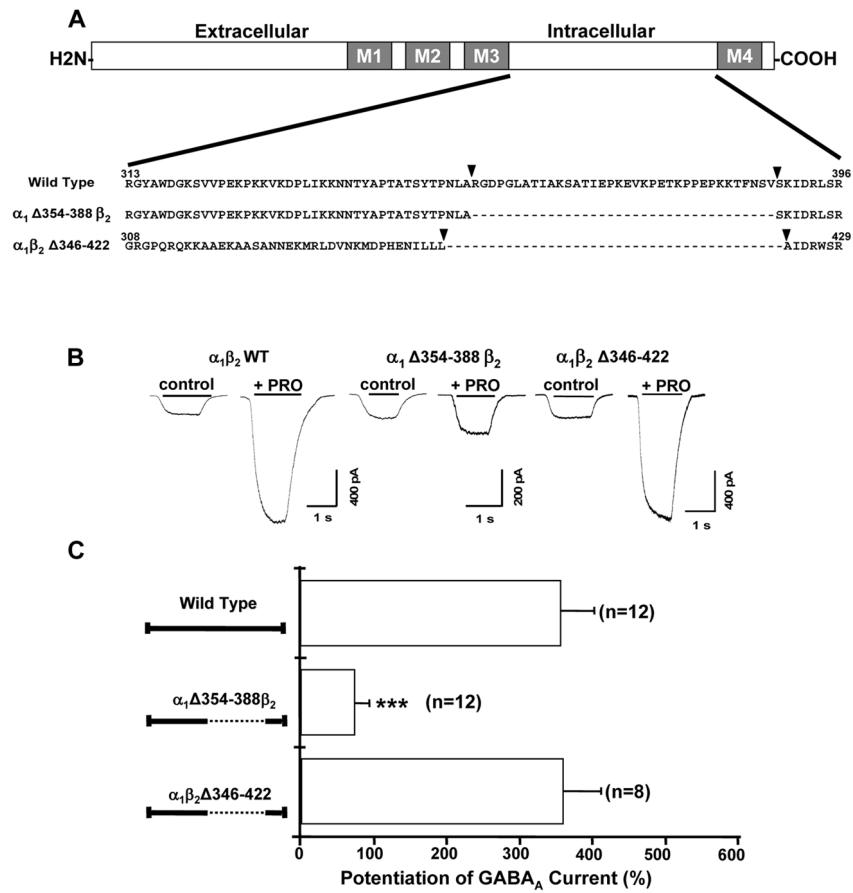 A
Extracellular Intracellular
H2N- M1 M2 M3 M4 -COOH
313 396
Wild Type RGYAWDGKSVVPEKPKKVKDPLIKKNNTYAPTATSYTPNLARGDPGLATIAKSATIEPKEVKPETKPPEPKKTFNSVSKIDRLSR
α1 Δ354-388 β2 RGYAWDGKSVVPEKPKKVKDPLIKKNNTYAPTATSYTPNLA-----------------------------------SKIDRLSR
308 429
α1β2 Δ346-422 GRGPQRQKKAAEKAASANNEKMRLDVNKMDPHENILLL---------------------------------------AIDRWSR
B
α1β2 WT α1 Δ354-388 β2 α1β2 Δ346-422
control + PRO control + PRO control + PRO
400 pA 200 pA 400 pA
1 s 1 s 1 s
C
Wild Type (n=12)
α1Δ354-388β2 *** (n=12)
α1β2Δ346-422 (n=8)
0 100 200 300 400 500 600
Potentiation of GABAA Current (%)